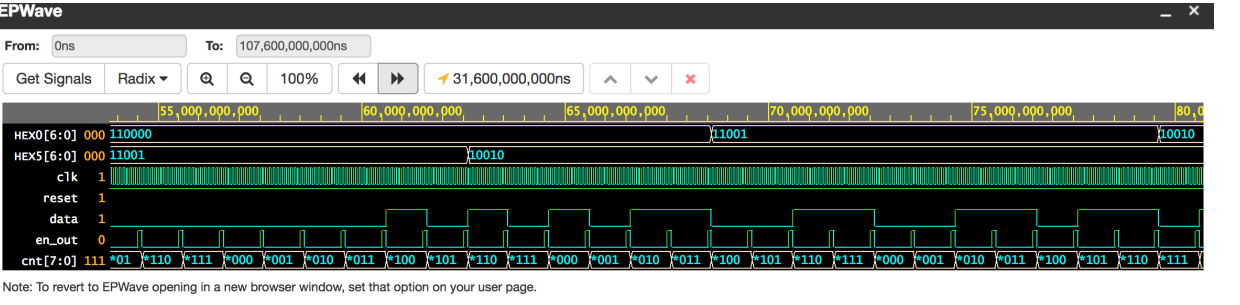 EPWave
From: 0ns To: 107,600,000,000ns
Get Signals Radix 100% 31,600,000,000ns
55,000,000,000 60,000,000,000 65,000,000,000 70,000,000,000 75,000,000,000 80,0
HEX0[6:0] 000 110000 11001 10010
HEX5[6:0] 000 11001 10010
clk 1
reset 1
data 1
en_out 0
cnt[7:0] 111 *01 *110 *111 *000 *001 *010 *011 *100 *101 *110 *111 *000 *001 *010 *011 *100 *101 *110 *111 *000 *001 *010 *011 *100 *101 *110 *111
Note: To revert to EPWave opening in a new browser window, set that option on your user page.